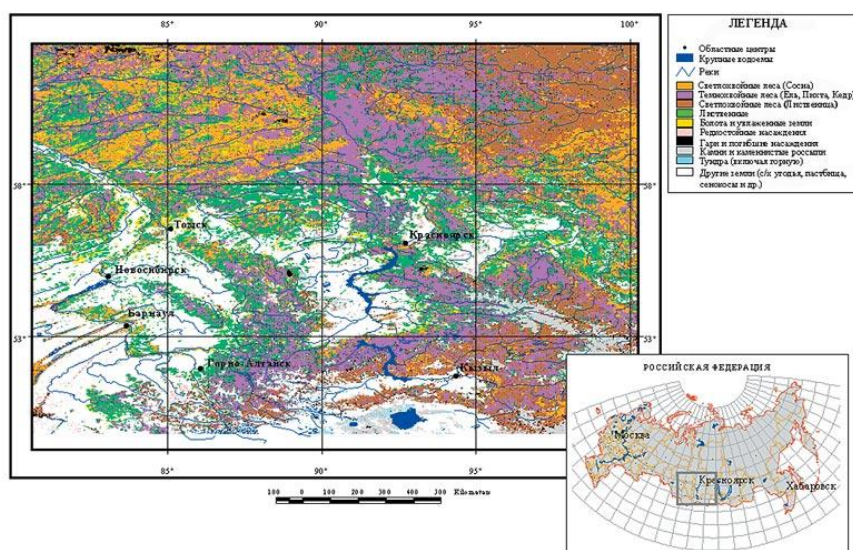 85°
90°
95°
100°
58°
58°
53°
53°
Томск
Красноярск
Новосибирск
Барнаул
Горно-Алтайск
Кызыл
85°
90°
95°
100 0 100 200 300 400 500 Kilometers
ЛЕГЕНДА
Областные центры
Крупные водоемы
Реки
Светлохвойные леса (Сосна)
Темнохвойные леса (Ель, Пихта, Кедр)
Светлохвойные леса (Лиственница)
Лиственные
Болота и увлаженные земли
Редкостойные насаждения
Гари и погибшие насаждения
Камни и каменистые россыпи
Тундра (включая горную)
Другие земли (с/х угодья, пастбища,
сенокосы и др.)
РОССИЙСКАЯ ФЕДЕРАЦИЯ
Москва
Красноярск
Хабаровск